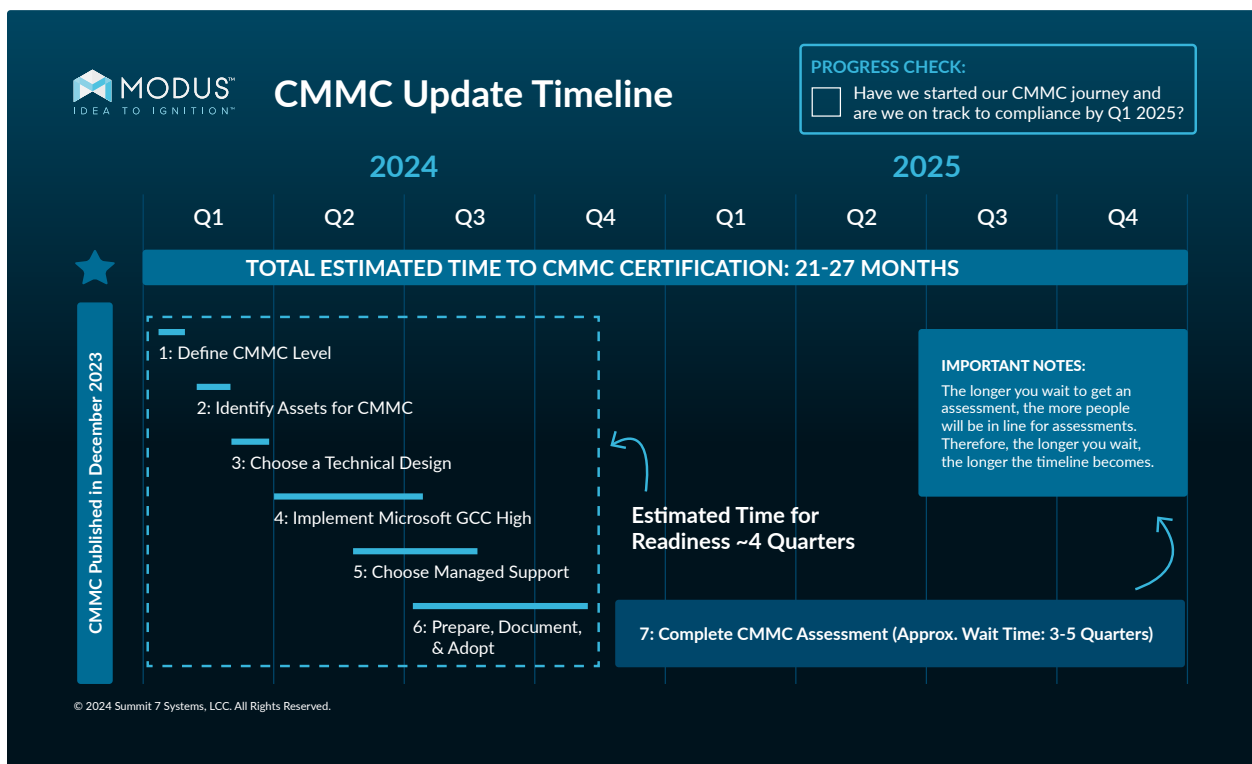 MODUS™
IDEA TO IGNITION™
CMMC Update Timeline
PROGRESS CHECK:
Have we started our CMMC journey and
are we on track to compliance by Q1 2025?
2024
2025
Q1
Q2
Q3
Q4
Q1
Q2
Q3
Q4
TOTAL ESTIMATED TIME TO CMMC CERTIFICATION: 21-27 MONTHS
CMMC Published in December 2023
1: Define CMMC Level
2: Identify Assets for CMMC
3: Choose a Technical Design
4: Implement Microsoft GCC High
5: Choose Managed Support
6: Prepare, Document,
& Adopt
Estimated Time for
Readiness ~4 Quarters
IMPORTANT NOTES:
The longer you wait to get an
assessment, the more people
will be in line for assessments.
Therefore, the longer you wait,
the longer the timeline becomes.
7: Complete CMMC Assessment (Approx. Wait Time: 3-5 Quarters)
© 2024 Summit 7 Systems, LCC. All Rights Reserved.